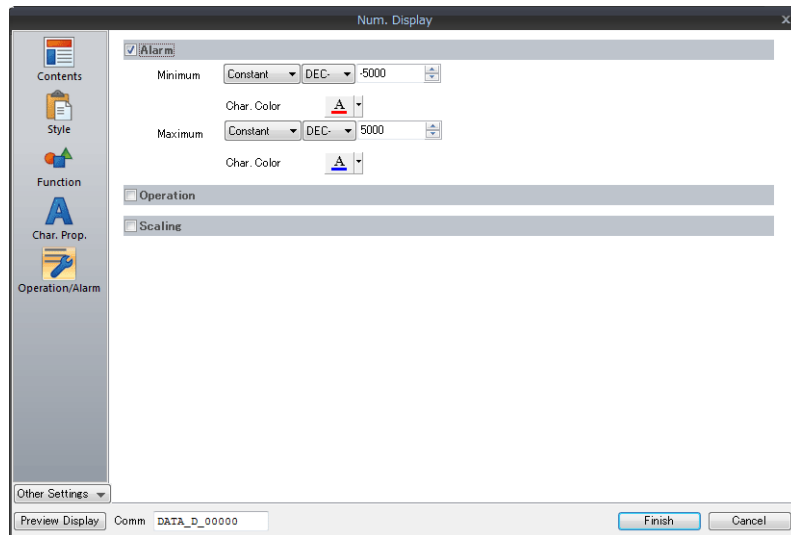 Num. Display x
Contents
Style
Function
Char. Prop.
Operation/Alarm
Alarm
Minimum Constant DEC- -5000
Char. Color A
Maximum Constant DEC- 5000
Char. Color A
Operation
Scaling
Other Settings
Preview Display Comm DATA_D_00000 Finish Cancel